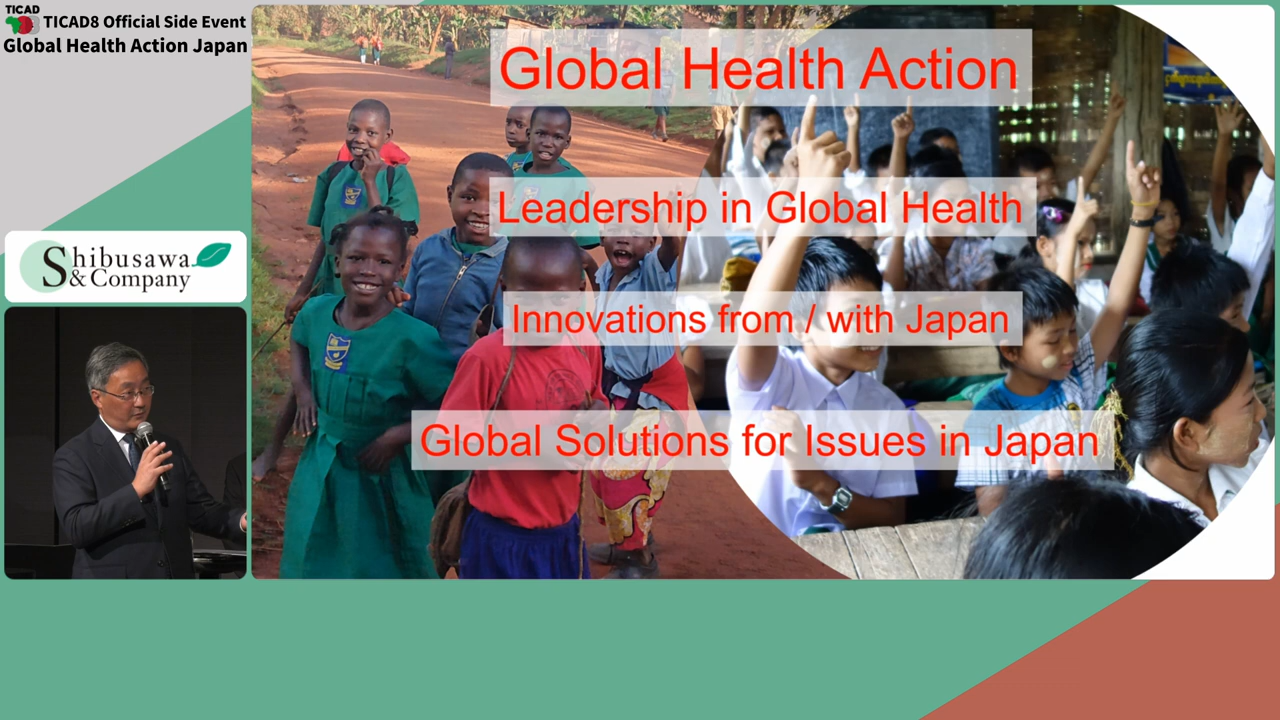 TICAD
TICAD8 Official Side Event
Global Health Action Japan
Shibusawa
& Company
Global Health Action
Leadership in Global Health
Innovations from / with Japan
Global Solutions for Issues in Japan